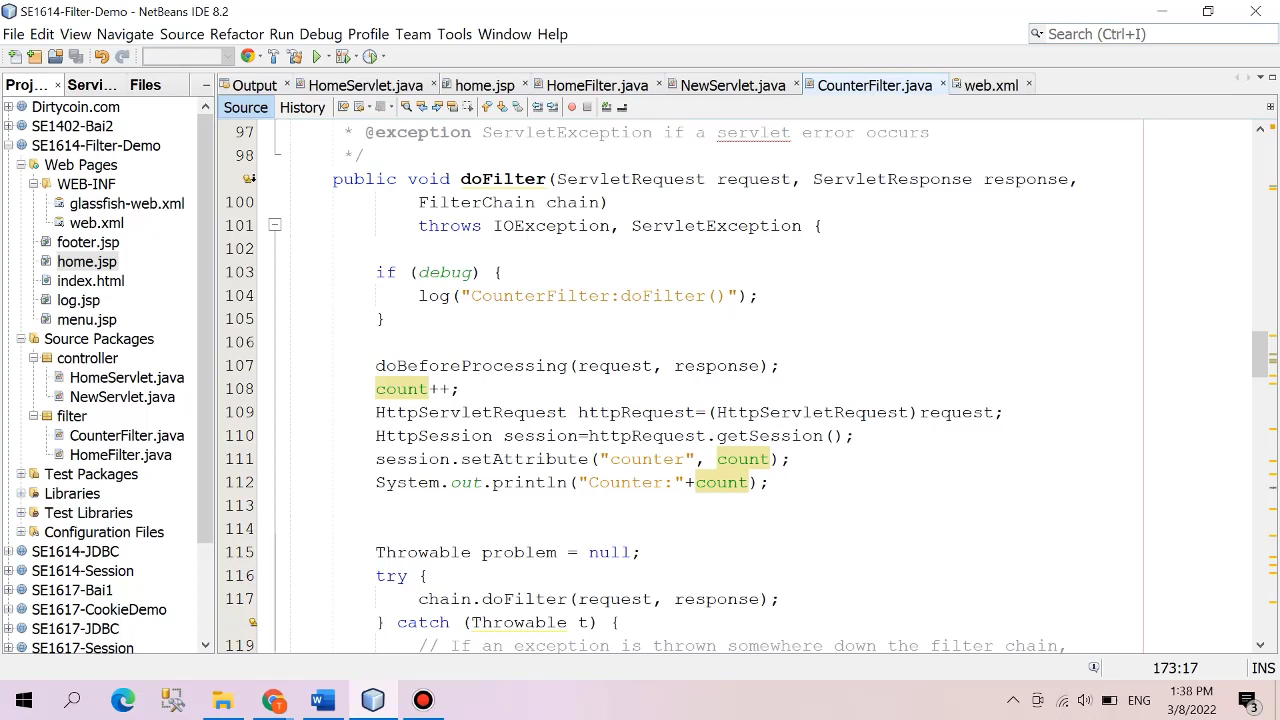 SE1614-Filter-Demo - NetBeans IDE 8.2
File Edit View Navigate Source Refactor Run Debug Profile Team Tools Window Help
Search (Ctrl+I)
Proj... Servi... Files
Output HomeServlet.java home.jsp HomeFilter.java NewServlet.java CounterFilter.java web.xml
Source History
Dirtycoin.com
SE1402-Bai2
SE1614-Filter-Demo
Web Pages
WEB-INF
glassfish-web.xml
web.xml
footer.jsp
home.jsp
index.html
log.jsp
menu.jsp
Source Packages
controller
HomeServlet.java
NewServlet.java
filter
CounterFilter.java
HomeFilter.java
Test Packages
Libraries
Test Libraries
Configuration Files
SE1614-JDBC
SE1614-Session
SE1617-Bai1
SE1617-CookieDemo
SE1617-JDBC
SE1617-Session
97 * @exception ServletException if a servlet error occurs
98 */
public void doFilter(ServletRequest request, ServletResponse response,
100 FilterChain chain)
101 throws IOException, ServletException {
102
103 if (debug) {
104 log("CounterFilter:doFilter()");
105 }
106
107 doBeforeProcessing(request, response);
108 count++;
109 HttpServletRequest httpRequest=(HttpServletRequest)request;
110 HttpSession session=httpRequest.getSession();
111 session.setAttribute("counter", count);
112 System.out.println("Counter:"+count);
113
114
115 Throwable problem = null;
116 try {
117 chain.doFilter(request, response);
} catch (Throwable t) {
119 // If an exception is thrown somewhere down the filter chain,
173:17 INS
ENG
1:38 PM
3/8/2022
3